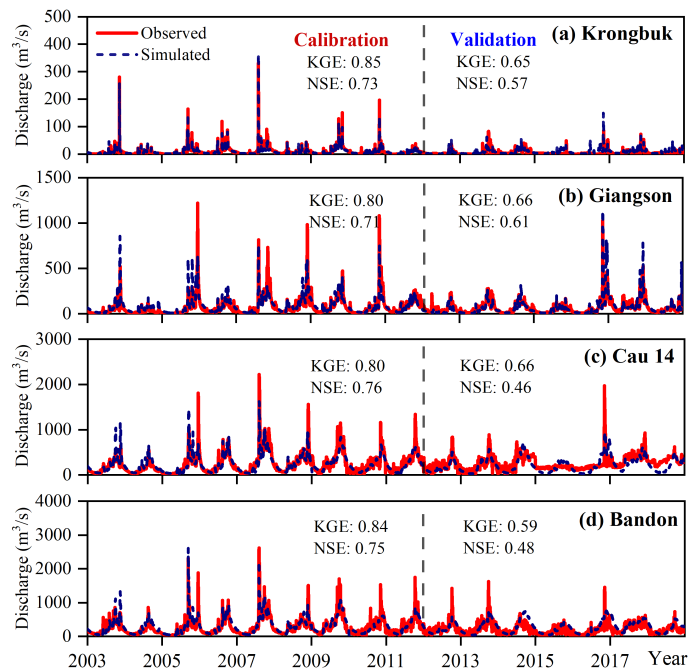 Observed
Simulated
Calibration
Validation
(a) Krongbuk
KGE: 0.85
NSE: 0.73
KGE: 0.65
NSE: 0.57
Discharge (m³/s)
500
400
300
200
100
0
(b) Giangson
KGE: 0.80
NSE: 0.71
KGE: 0.66
NSE: 0.61
Discharge (m³/s)
1500
1000
500
0
(c) Cau 14
KGE: 0.80
NSE: 0.76
KGE: 0.66
NSE: 0.46
Discharge (m³/s)
3000
2000
1000
0
(d) Bandon
KGE: 0.84
NSE: 0.75
KGE: 0.59
NSE: 0.48
Discharge (m³/s)
4000
3000
2000
1000
0
2003 2005 2007 2009 2011 2013 2015 2017 Year